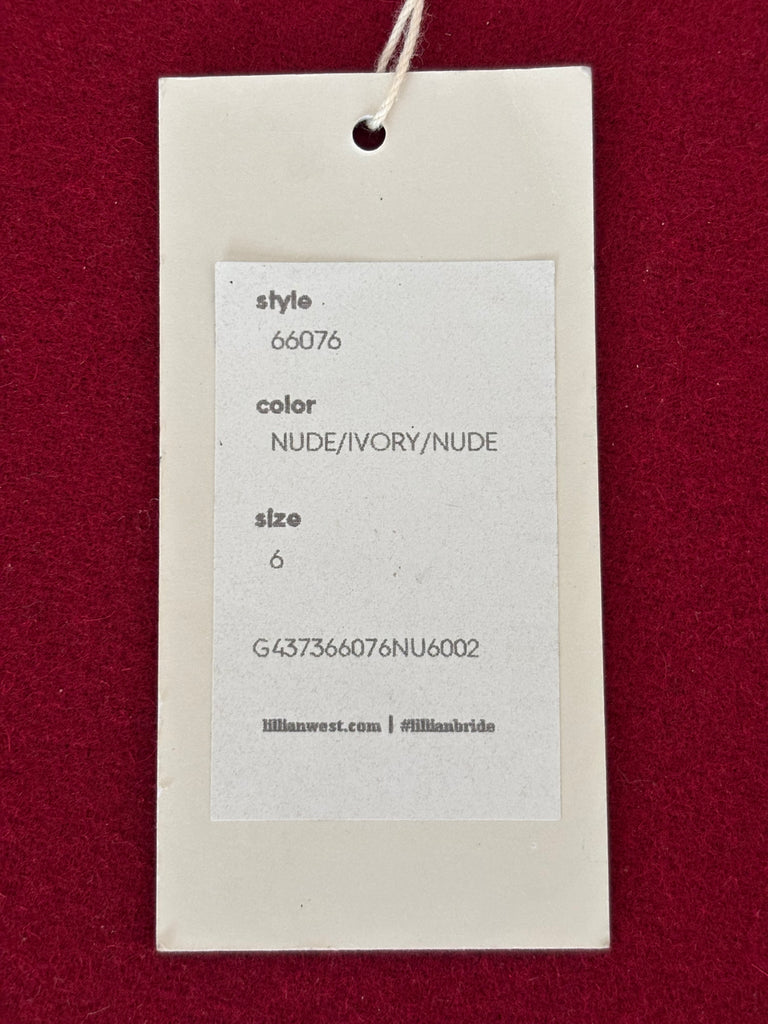 style
66076
color
NUDE/IVORY/NUDE
size
6
G437366076NU6002
lillianwest.com | #lillianbride